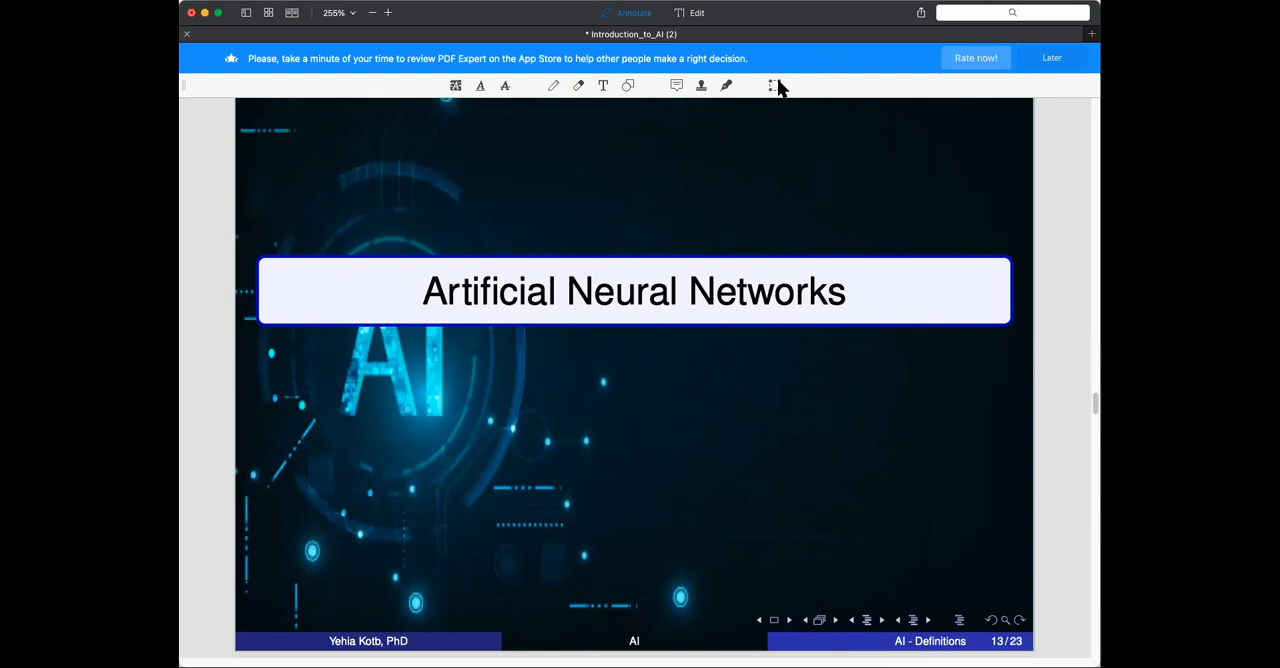 255%
Annotate
Edit
* Introduction_to_AI (2)
Please, take a minute of your time to review PDF Expert on the App Store to help other people make a right decision.
Rate now!
Later
A
A
T
Artificial Neural Networks
AI
Yehia Kotb, PhD
AI
AI - Definitions
13 / 23